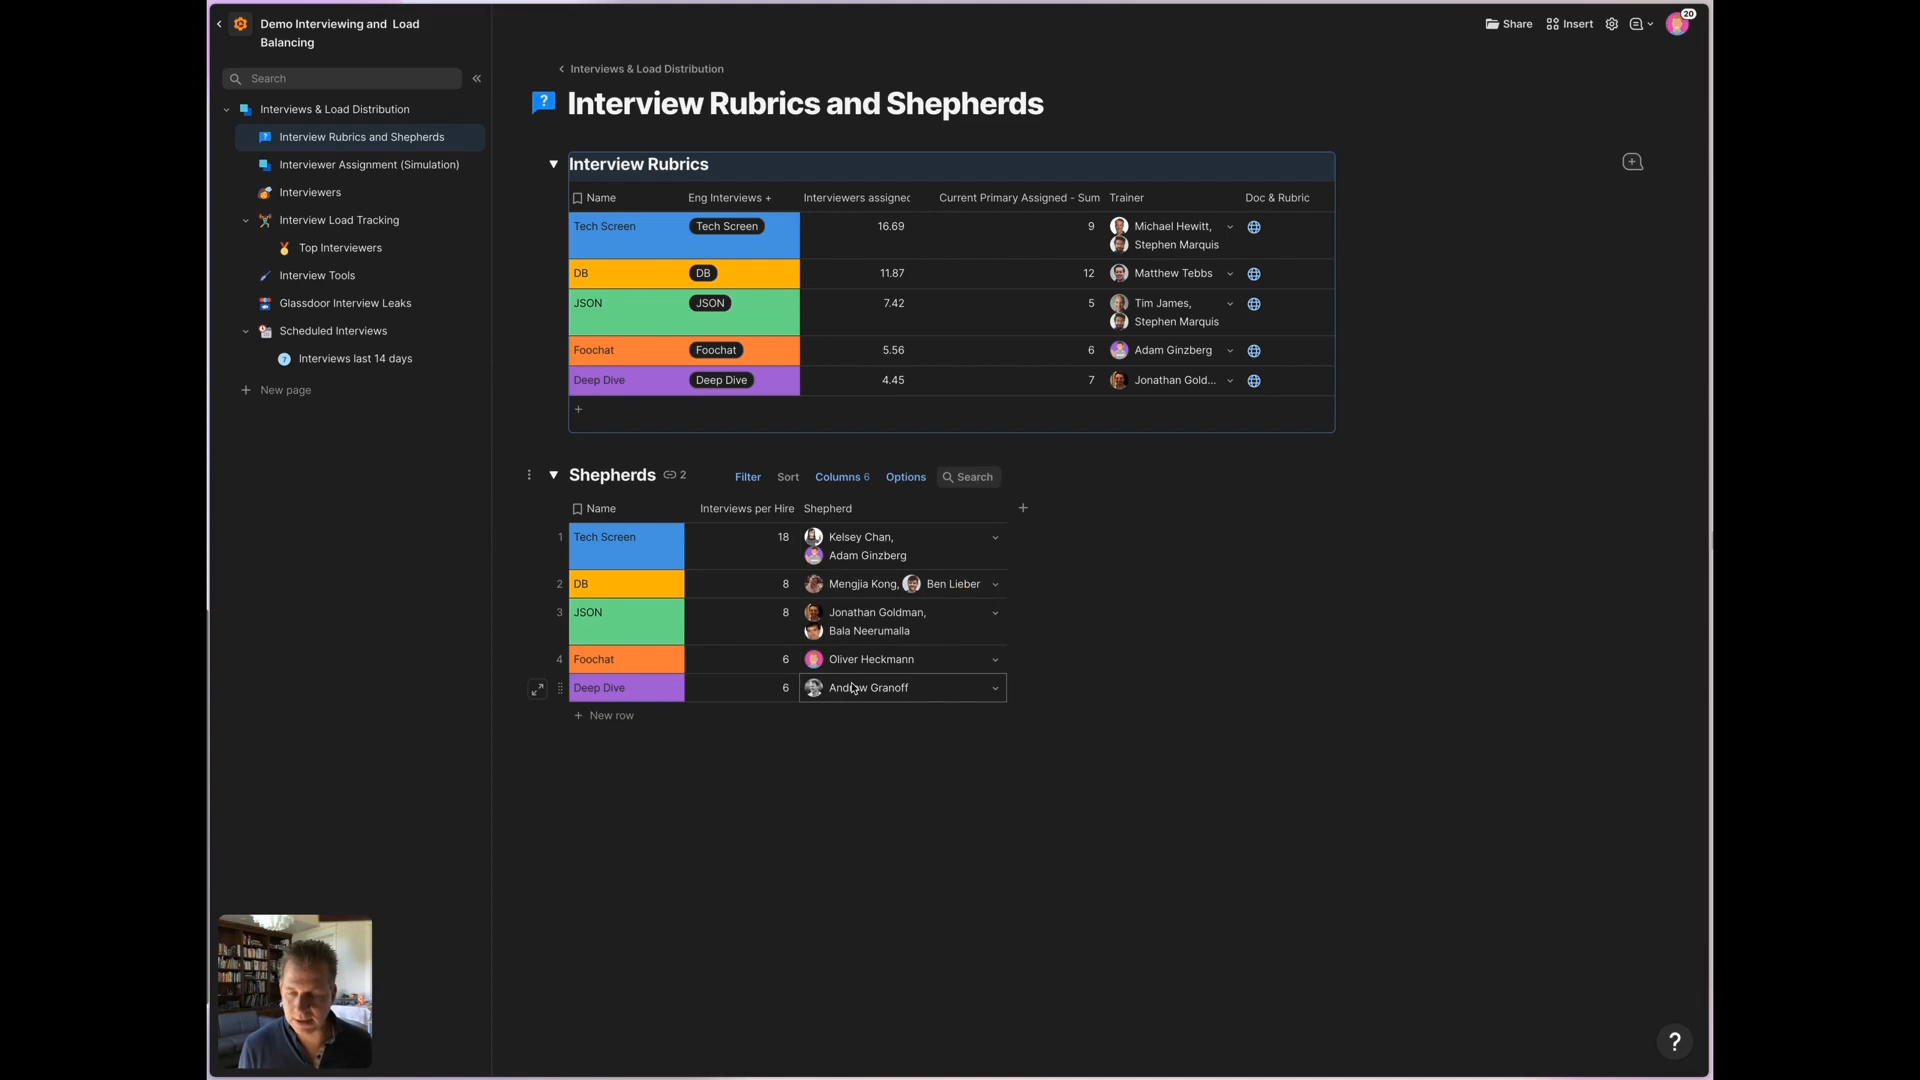 Demo Interviewing and Load
Balancing
Search
Interviews & Load Distribution
Interview Rubrics and Shepherds
Interviewer Assignment (Simulation)
Interviewers
Interview Load Tracking
Top Interviewers
Interview Tools
Glassdoor Interview Leaks
Scheduled Interviews
7 Interviews last 14 days
New page
Share Insert 20
Interviews & Load Distribution
? Interview Rubrics and Shepherds
Interview Rubrics
Name Eng Interviews + Interviewers assigned Current Primary Assigned - Sum Trainer Doc & Rubric
Tech Screen Tech Screen 16.69 9 Michael Hewitt,
Stephen Marquis
DB DB 11.87 12 Matthew Tebbs
JSON JSON 7.42 5 Tim James,
Stephen Marquis
Foochat Foochat 5.56 6 Adam Ginzberg
Deep Dive Deep Dive 4.45 7 Jonathan Gold...
+
Shepherds 2 Filter Sort Columns 6 Options Search
Name Interviews per Hire Shepherd +
1 Tech Screen 18 Kelsey Chan,
Adam Ginzberg
2 DB 8 Mengjia Kong, Ben Lieber
3 JSON 8 Jonathan Goldman,
Bala Neerumalla
4 Foochat 6 Oliver Heckmann
Deep Dive 6 Andrew Granoff
+ New row
?